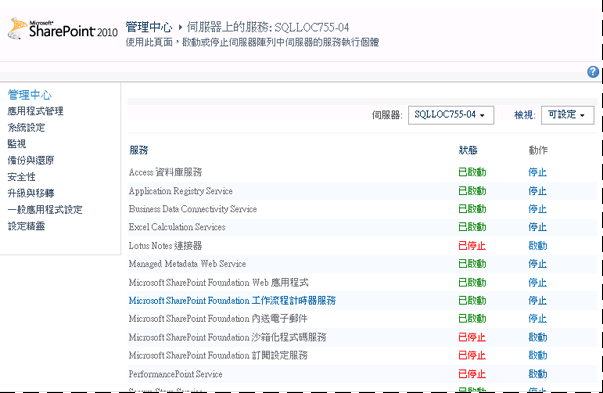 Microsoft®
SharePoint 2010
管理中心 ▸ 伺服器上的服務: SQLLOC755-04
使用此頁面，啟動或停止伺服器陣列中伺服器的服務執行個體
管理中心
應用程式管理
系統設定
監視
備份與還原
安全性
升級與移轉
一般應用程式設定
設定精靈
伺服器: SQLLOC755-04 檢視: 可設定
服務 狀態 動作
Access 資料庫服務 已啟動 停止
Application Registry Service 已啟動 停止
Business Data Connectivity Service 已啟動 停止
Excel Calculation Services 已啟動 停止
Lotus Notes 連接器 已停止 啟動
Managed Metadata Web Service 已啟動 停止
Microsoft SharePoint Foundation Web 應用程式 已啟動 停止
Microsoft SharePoint Foundation 工作流程計時器服務 已啟動 停止
Microsoft SharePoint Foundation 內送電子郵件 已啟動 停止
Microsoft SharePoint Foundation 沙箱化程式碼服務 已停止 啟動
Microsoft SharePoint Foundation 訂閱設定服務 已停止 啟動
PerformancePoint Service 已停止 啟動